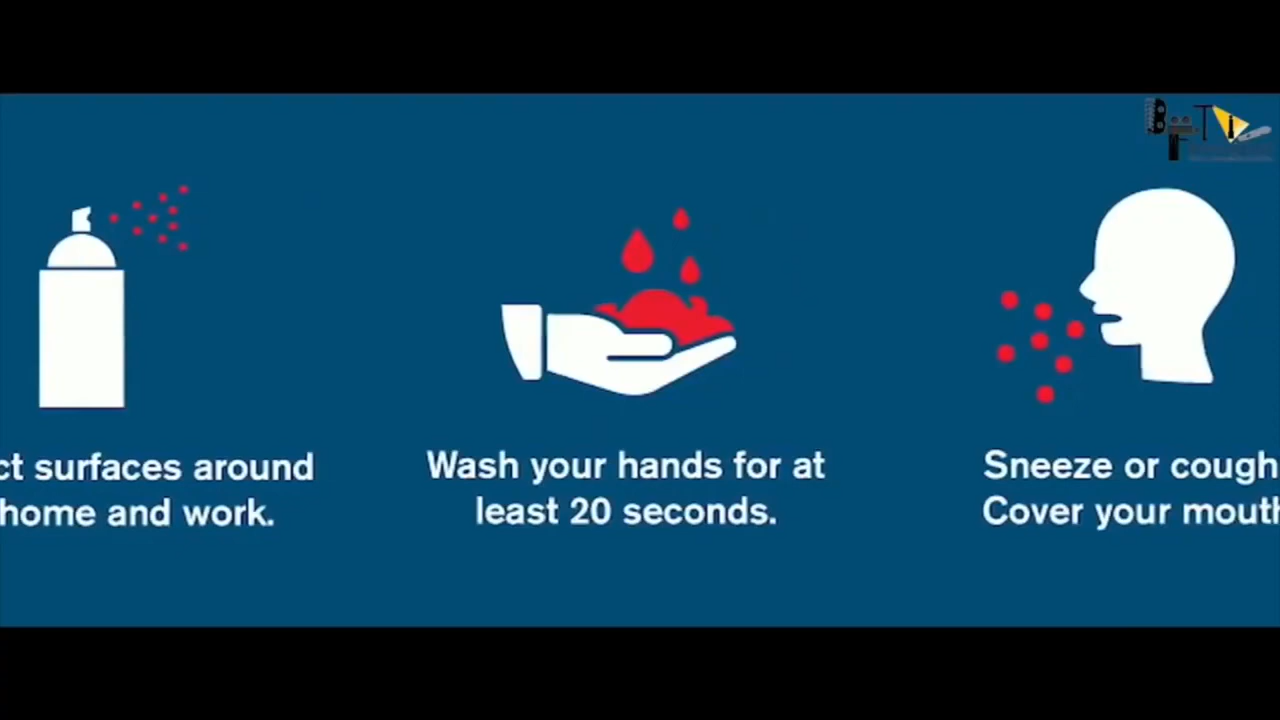 ct surfaces around
home and work.
Wash your hands for at
least 20 seconds.
Sneeze or cough
Cover your mouth